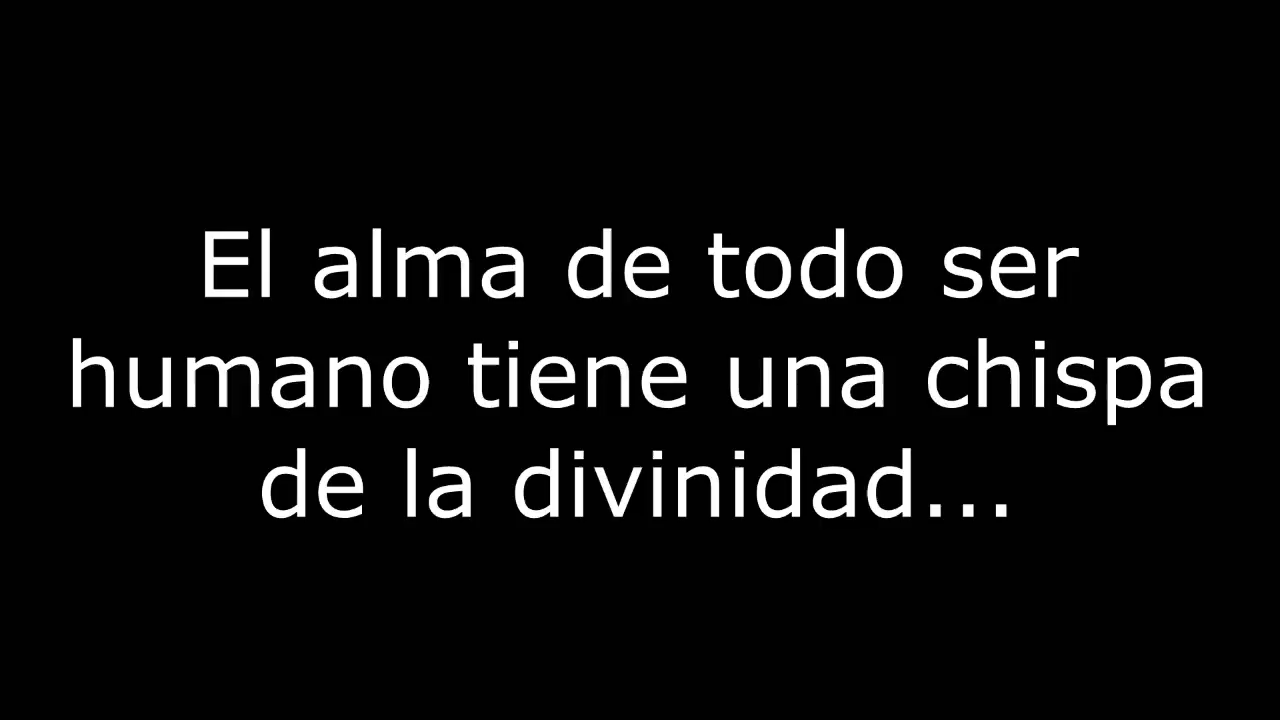 El alma de todo ser
humano tiene una chispa
de la divinidad...